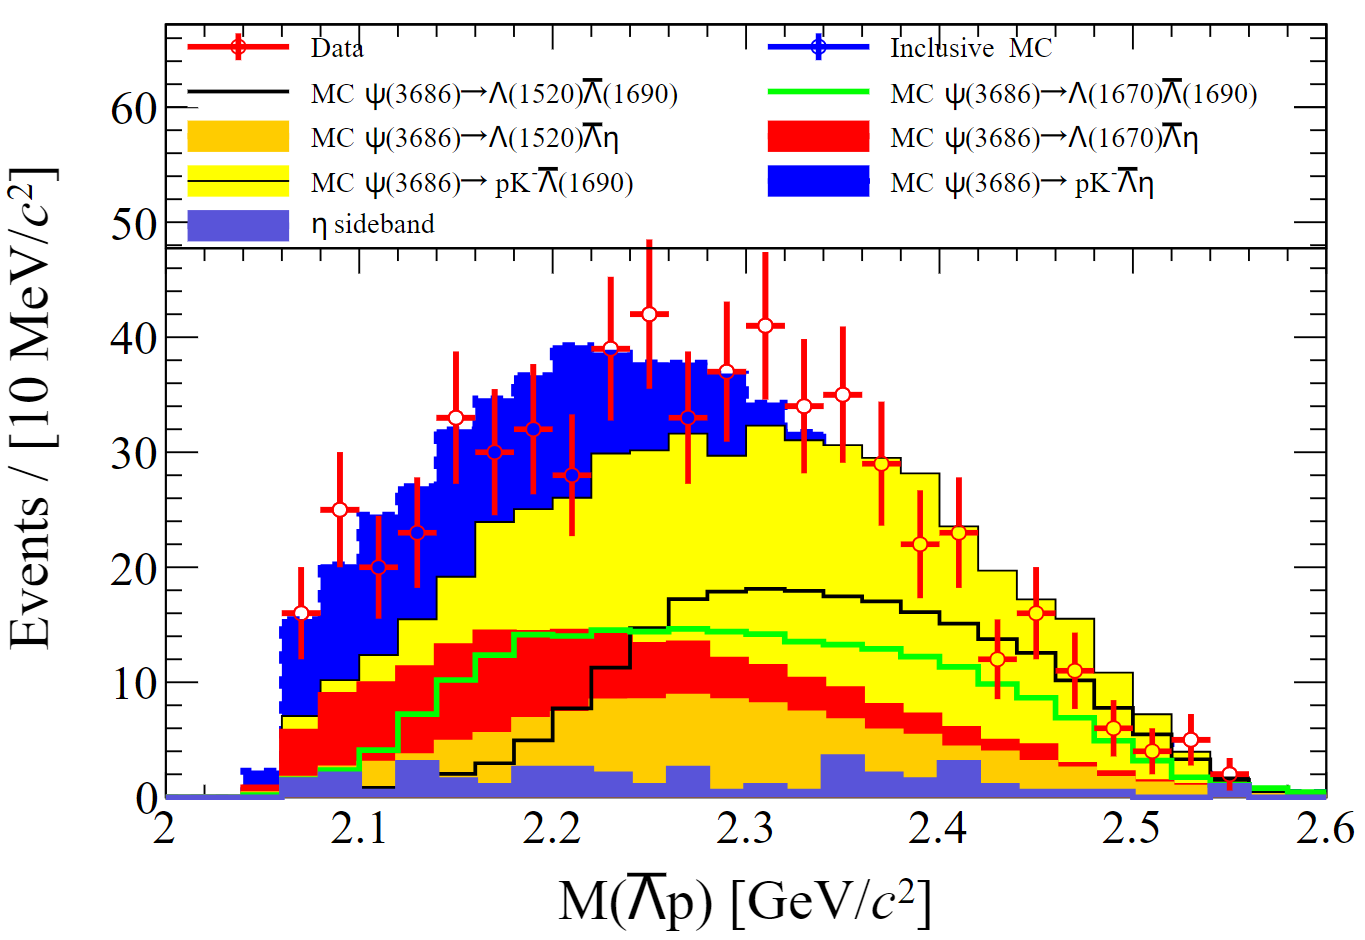 Data
Inclusive MC
MC ψ(3686)→Λ(1520)Λ̅(1690)
MC ψ(3686)→Λ(1670)Λ̅(1690)
MC ψ(3686)→Λ(1520)Λ̅η
MC ψ(3686)→Λ(1670)Λ̅η
MC ψ(3686)→ pK⁻Λ̅(1690)
MC ψ(3686)→ pK⁻Λ̅η
η sideband
60
50
40
30
20
10
0
Events / [10 MeV/c²]
2 2.1 2.2 2.3 2.4 2.5 2.6
M(Λ̅p) [GeV/c²]